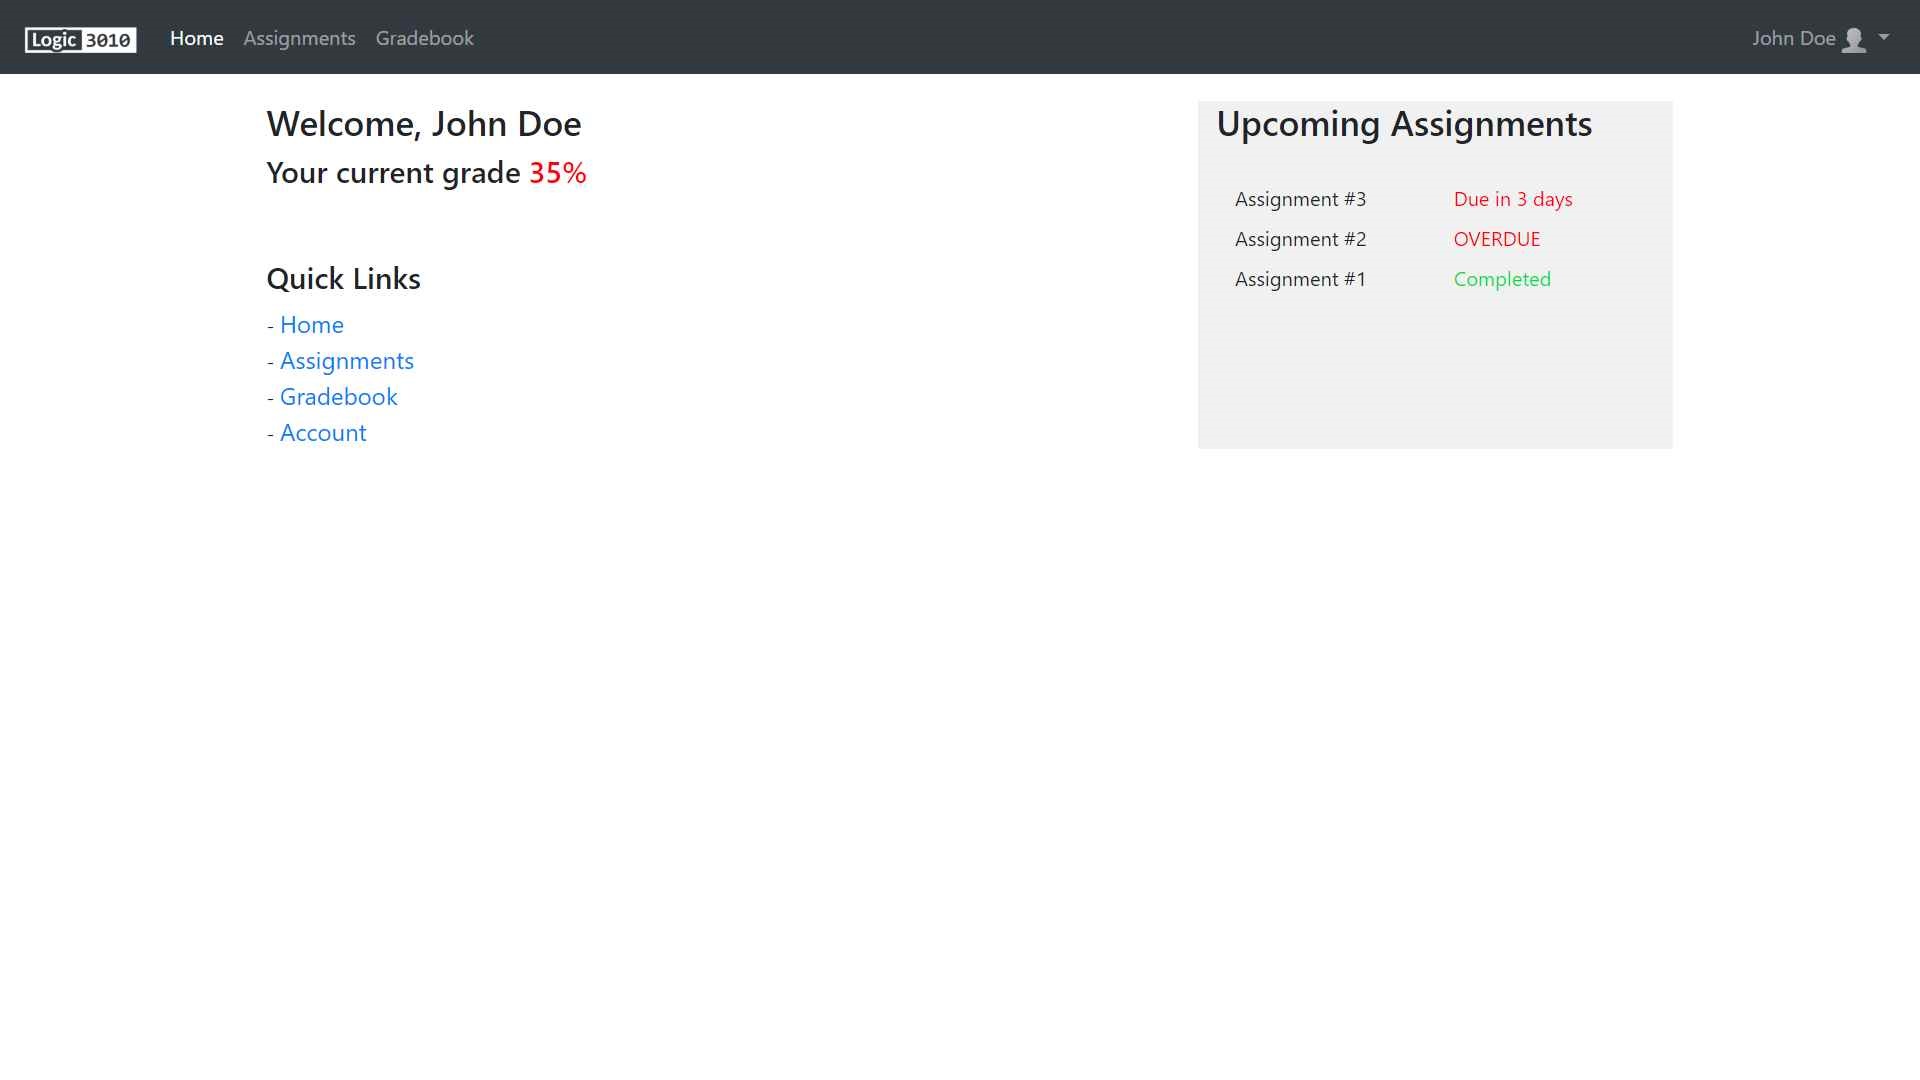 Logic 3010 Home Assignments Gradebook John Doe
Welcome, John Doe
Your current grade 35%
Quick Links
- Home
- Assignments
- Gradebook
- Account
Upcoming Assignments
Assignment #3 Due in 3 days
Assignment #2 OVERDUE
Assignment #1 Completed